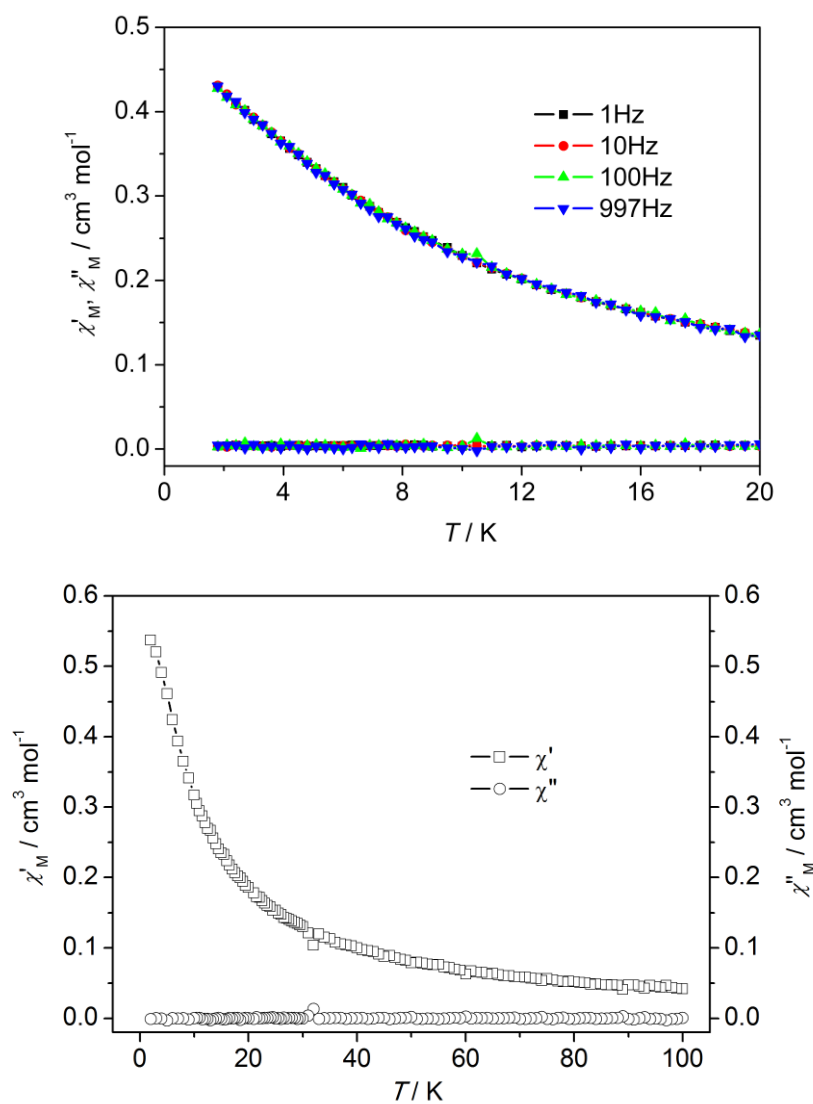 0.5
0.4
0.3
0.2
0.1
0.0
χ'M, χ''M / cm³ mol⁻¹
1Hz
10Hz
100Hz
997Hz
0 4 8 12 16 20
T / K
0.6 0.6
0.5 0.5
0.4 0.4
0.3 0.3
0.2 0.2
0.1 0.1
0.0 0.0
χ'M / cm³ mol⁻¹
χ'
χ"
χ"M / cm³ mol⁻¹
0 20 40 60 80 100
T / K